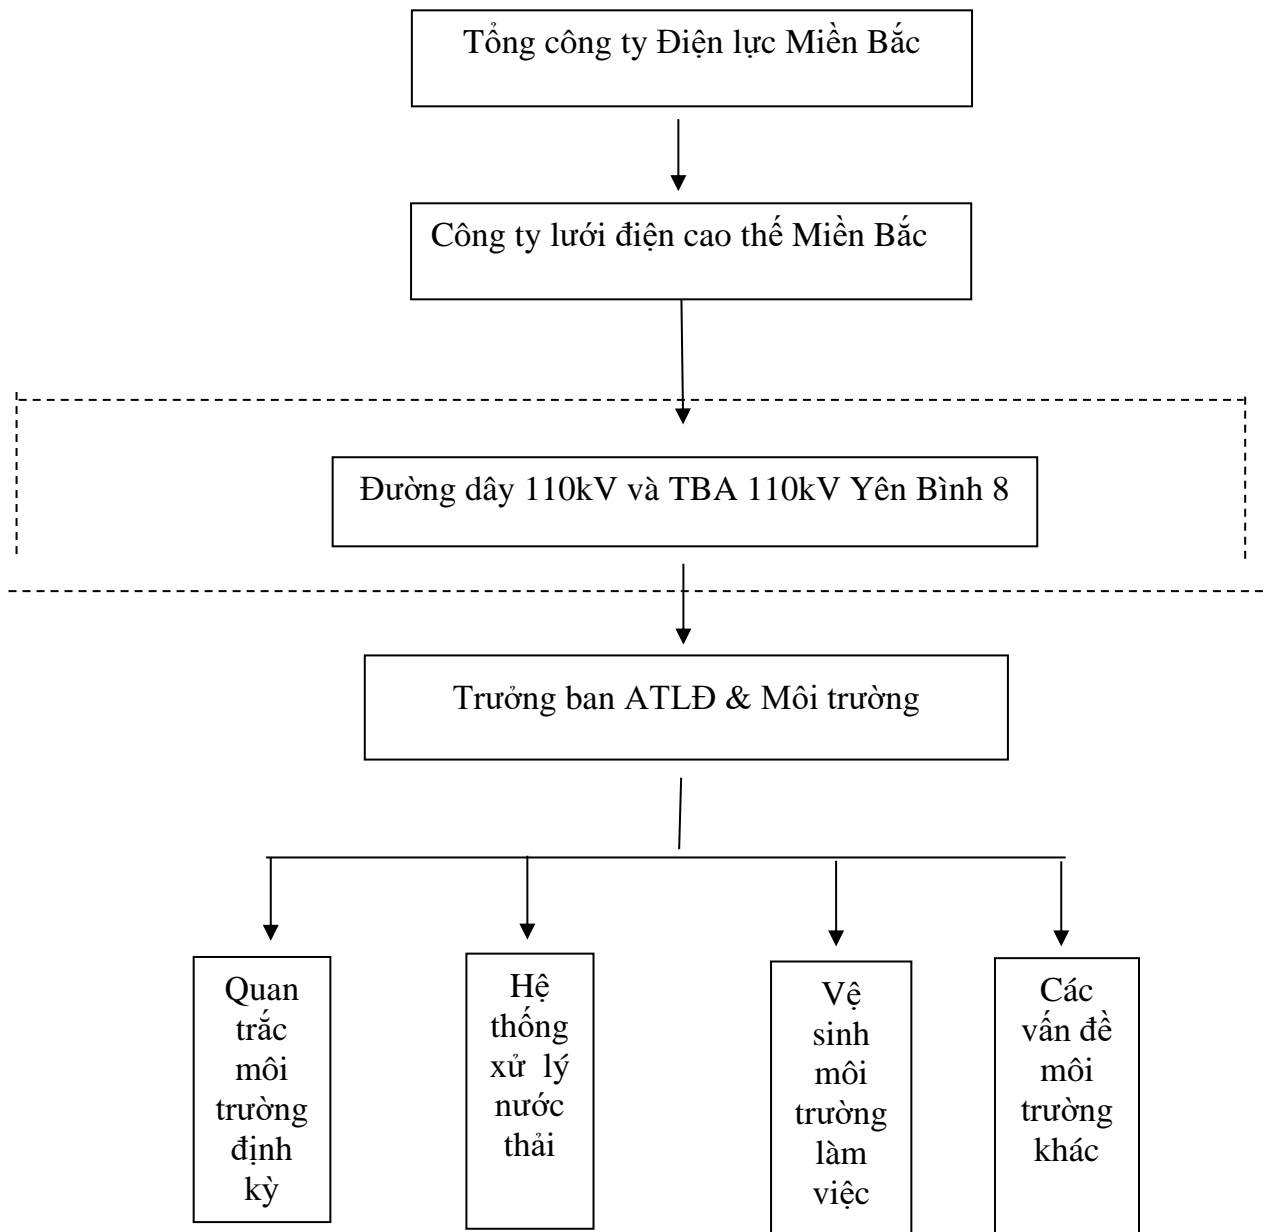 Tổng công ty Điện lực Miền Bắc
Công ty lưới điện cao thế Miền Bắc
Đường dây 110kV và TBA 110kV Yên Bình 8
Trưởng ban ATLĐ & Môi trường
Quan
trắc
môi
trường
định
kỳ
Hệ
thống
xử lý
nước
thải
Vệ
sinh
môi
trường
làm
việc
Các
vấn đề
môi
trường
khác